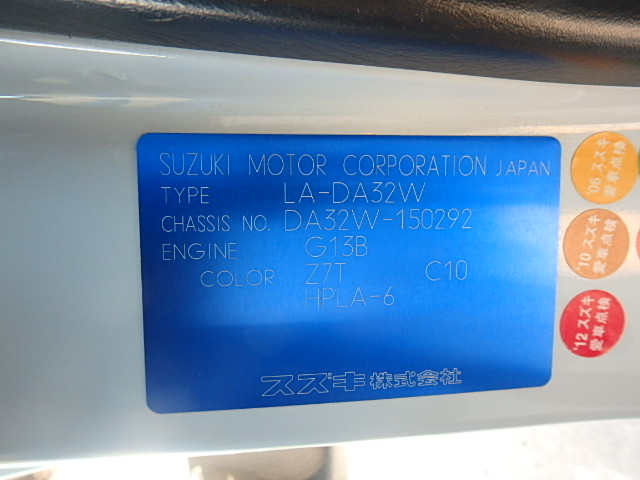 SUZUKI MOTOR CORPORATION JAPAN
TYPE LA-DA32W
CHASSIS NO. DA32W-150292
ENGINE G13B
COLOR Z7T C10
HPLA-6
スズキ株式会社
'06 スズキ
愛車点検
'10 スズキ
愛車点検
'12 スズキ
愛車点検